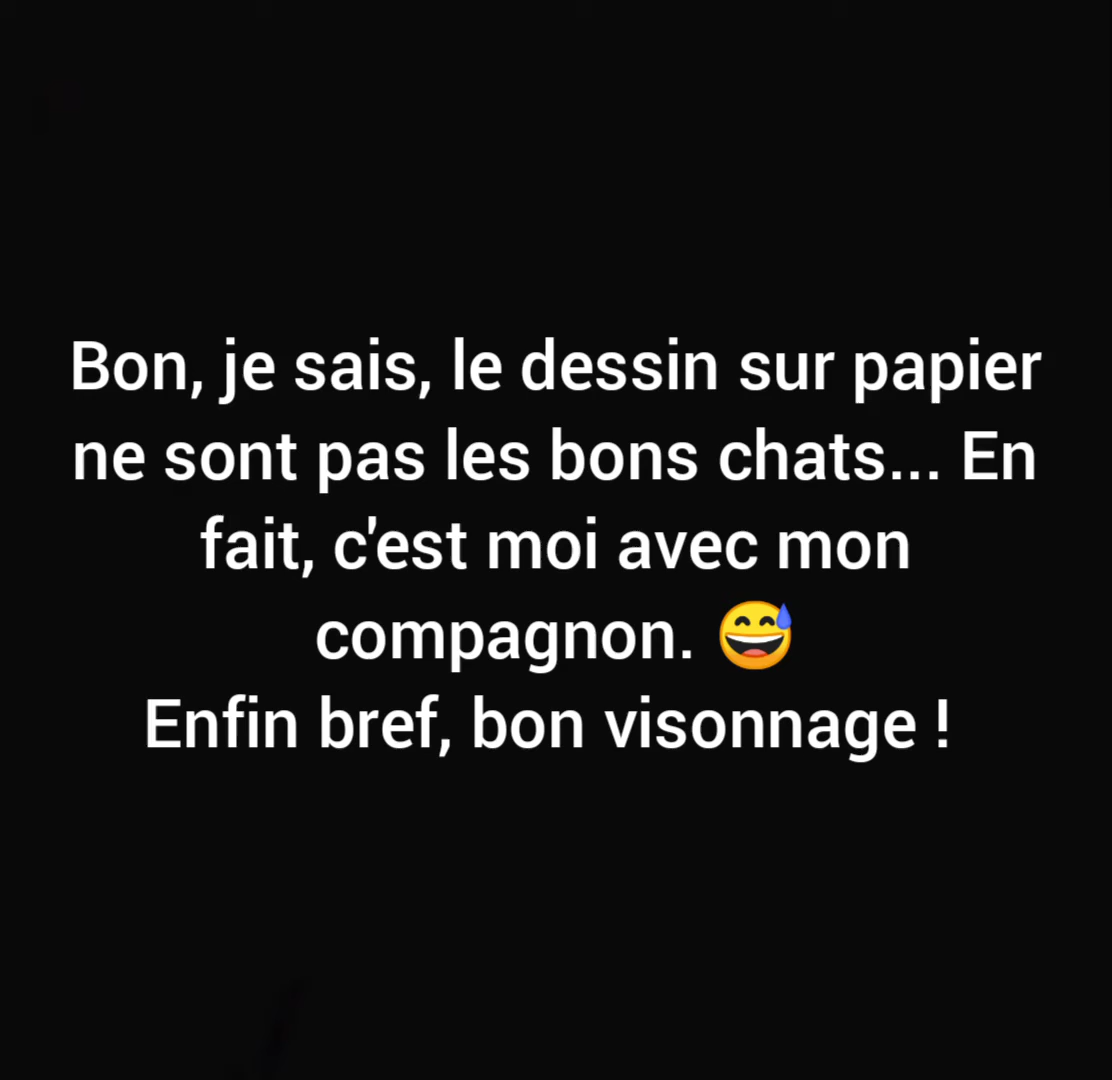 Bon, je sais, le dessin sur papier
ne sont pas les bons chats... En
fait, c'est moi avec mon
compagnon. 😅
Enfin bref, bon visonnage !